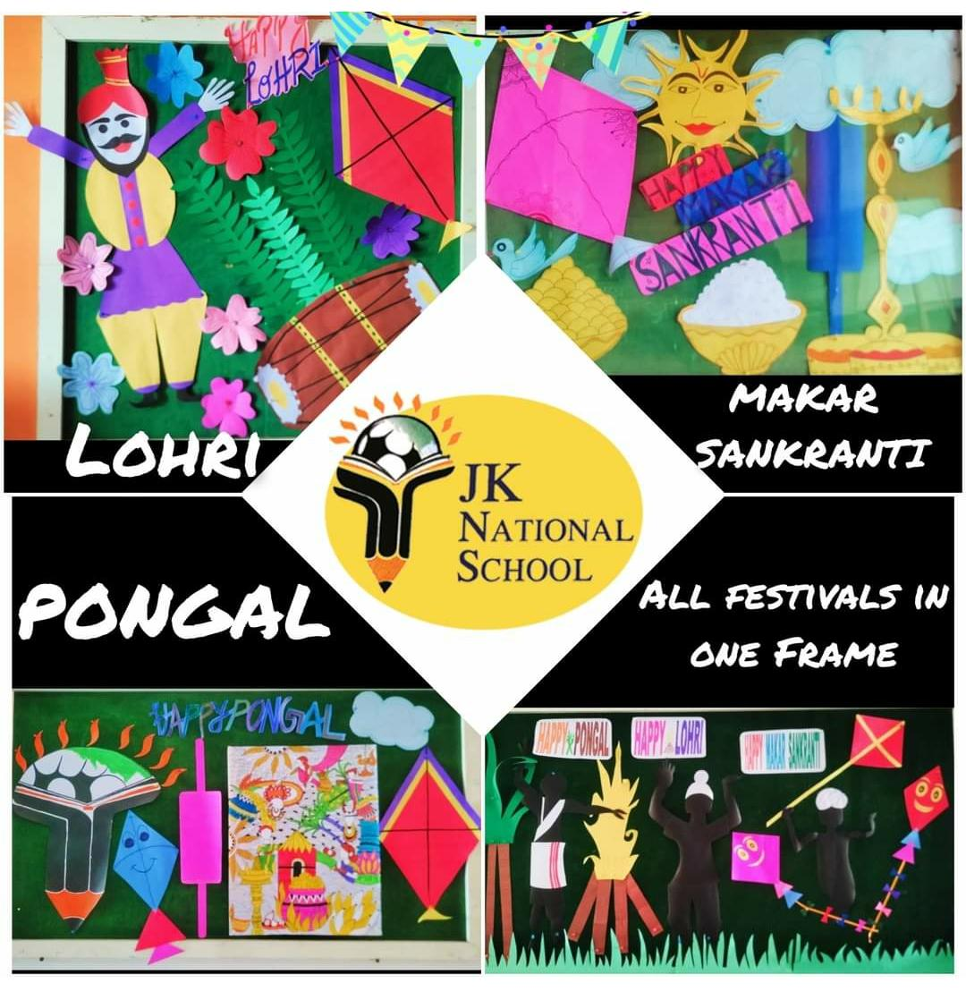 HAPPY
LOHRI
LOHRI
HAPPY
MAKAR
SANKRANTI
MAKAR
SANKRANTI
JK
NATIONAL
SCHOOL
PONGAL
ALL FESTIVALS IN
ONE FRAME
HAPPY PONGAL
HAPPY PONGAL
HAPPY LOHRI
HAPPY MAKAR SANKRANTI